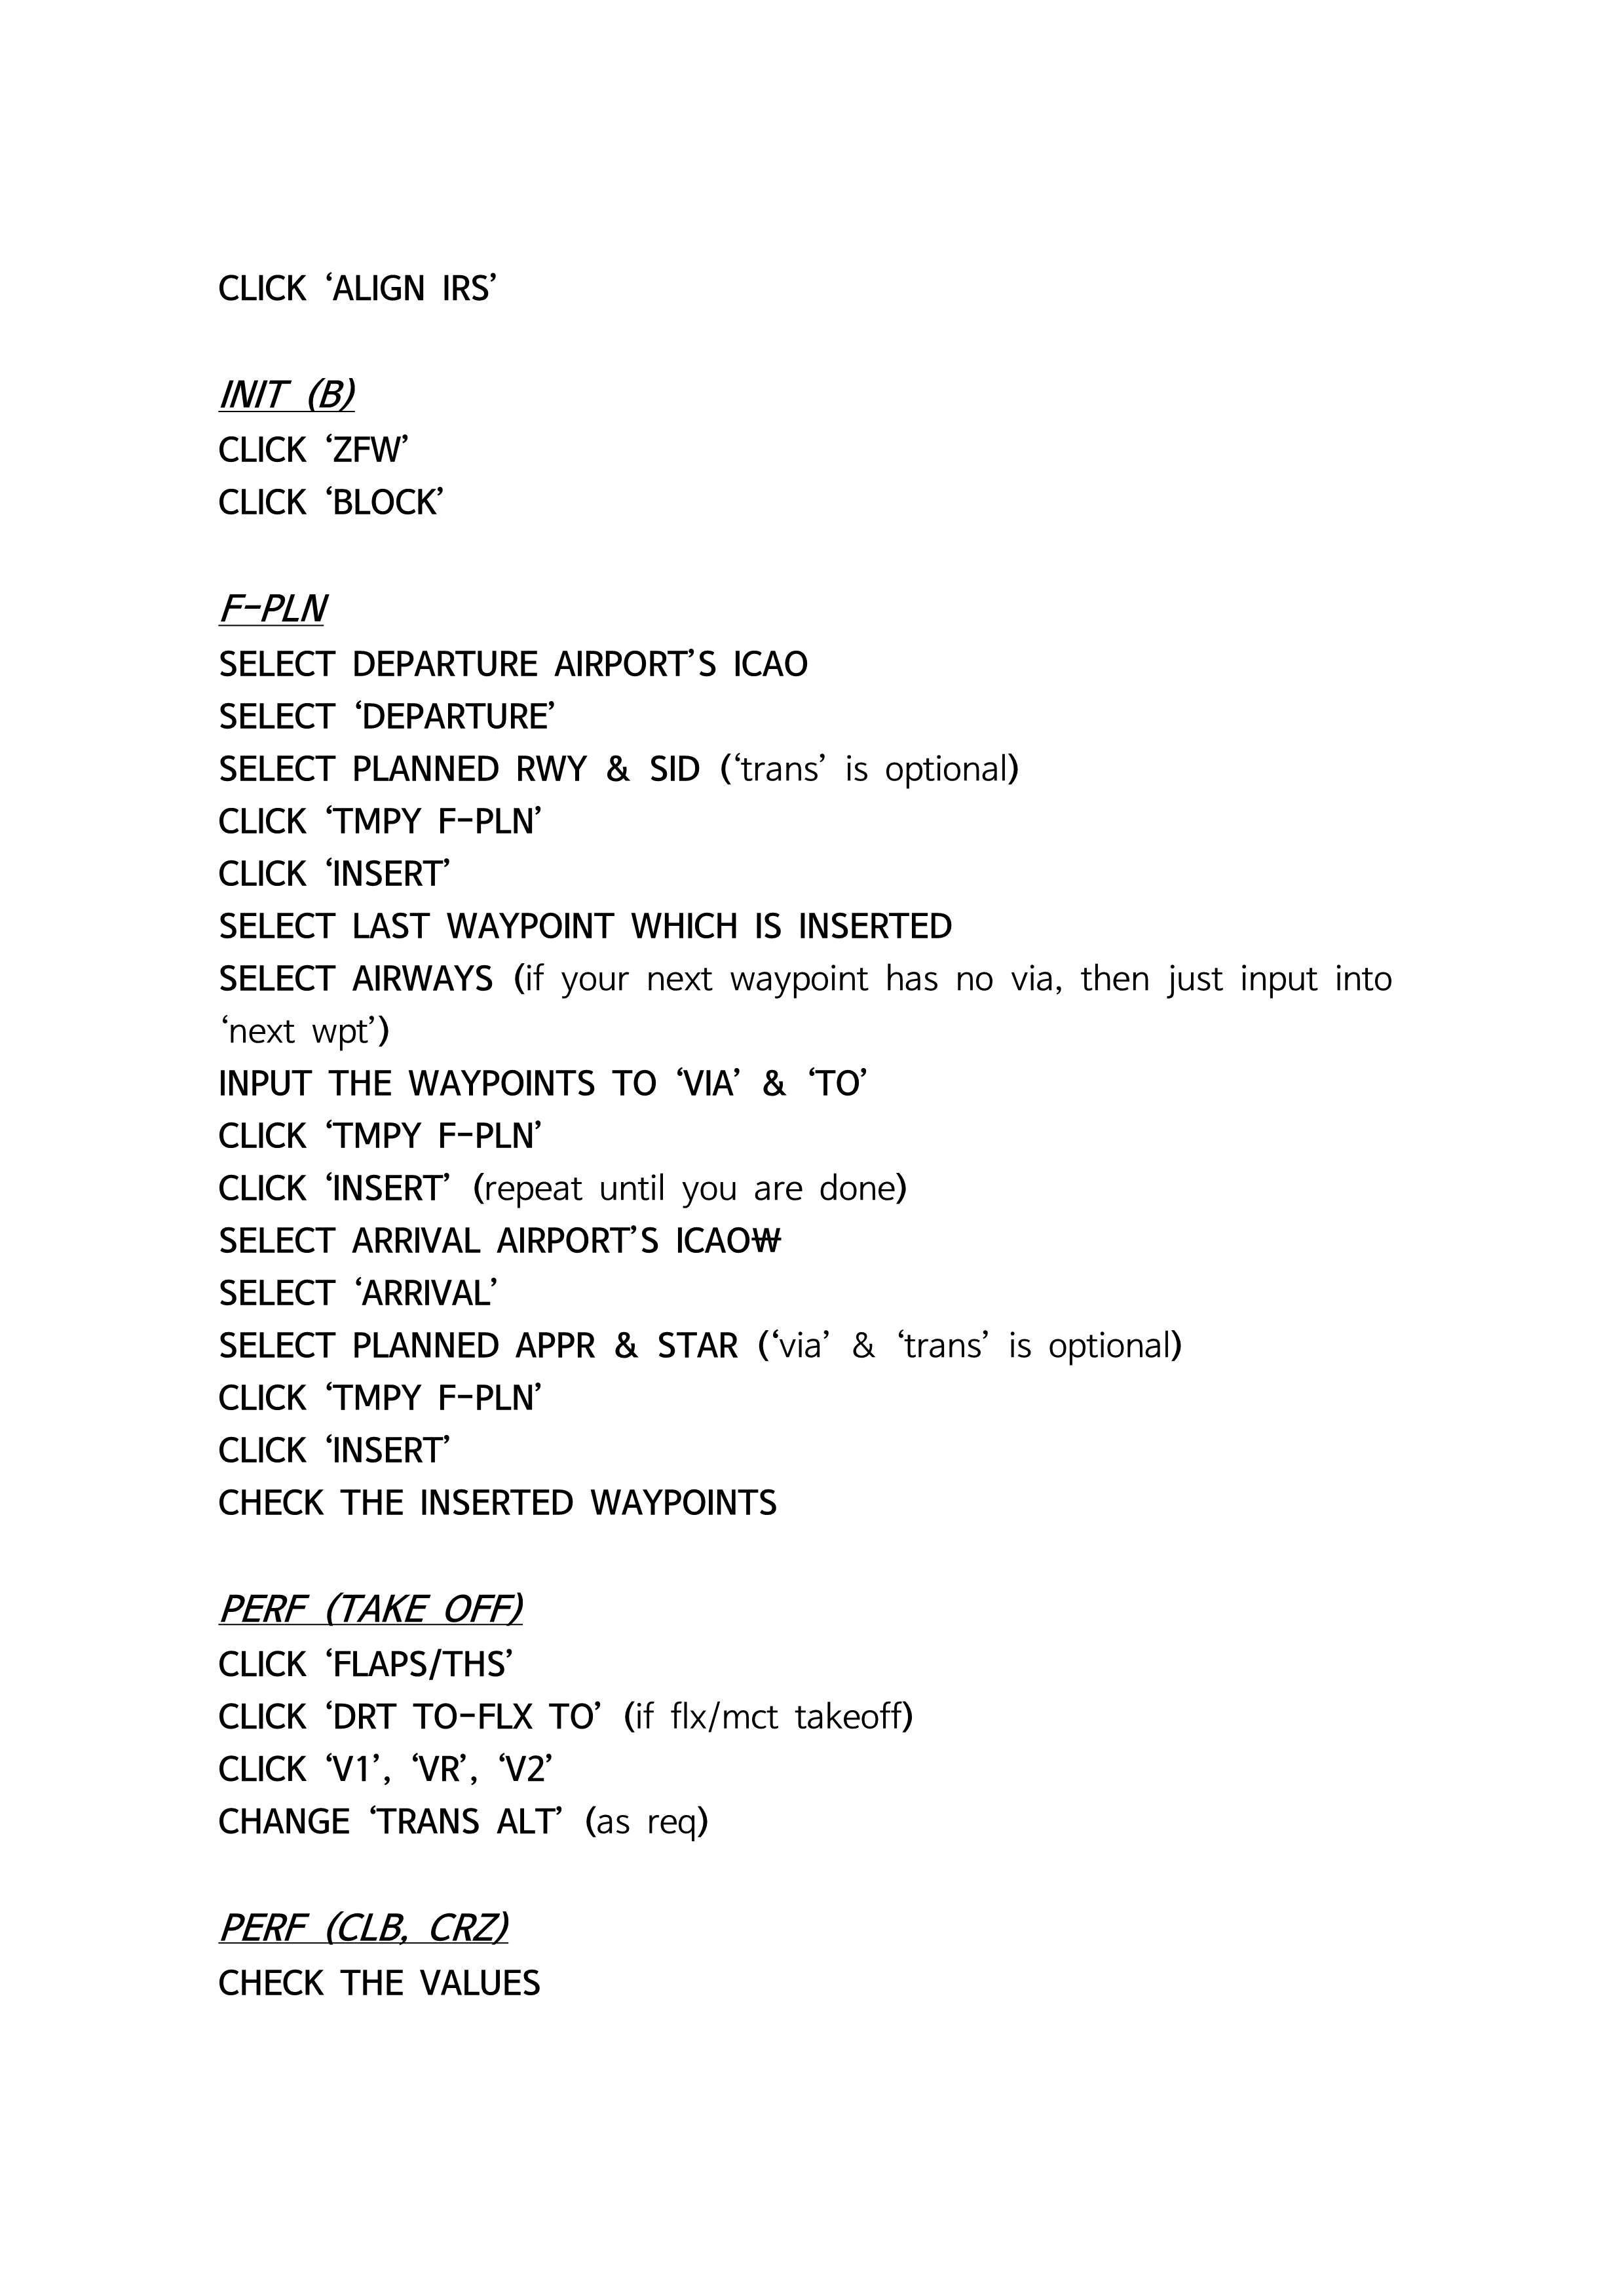 CLICK ‘ALIGN IRS’
INIT (B)
CLICK ‘ZFW’
CLICK ‘BLOCK’
F-PLN
SELECT DEPARTURE AIRPORT’S ICAO
SELECT ‘DEPARTURE’
SELECT PLANNED RWY & SID (‘trans’ is optional)
CLICK ‘TMPY F-PLN’
CLICK ‘INSERT’
SELECT LAST WAYPOINT WHICH IS INSERTED
SELECT AIRWAYS (if your next waypoint has no via, then just input into
‘next wpt’)
INPUT THE WAYPOINTS TO ‘VIA’ & ‘TO’
CLICK ‘TMPY F-PLN’
CLICK ‘INSERT’ (repeat until you are done)
SELECT ARRIVAL AIRPORT’S ICAO₩
SELECT ‘ARRIVAL’
SELECT PLANNED APPR & STAR (‘via’ & ‘trans’ is optional)
CLICK ‘TMPY F-PLN’
CLICK ‘INSERT’
CHECK THE INSERTED WAYPOINTS
PERF (TAKE OFF)
CLICK ‘FLAPS/THS’
CLICK ‘DRT TO-FLX TO’ (if flx/mct takeoff)
CLICK ‘V1’, ‘VR’, ‘V2’
CHANGE ‘TRANS ALT’ (as req)
PERF (CLB, CRZ)
CHECK THE VALUES